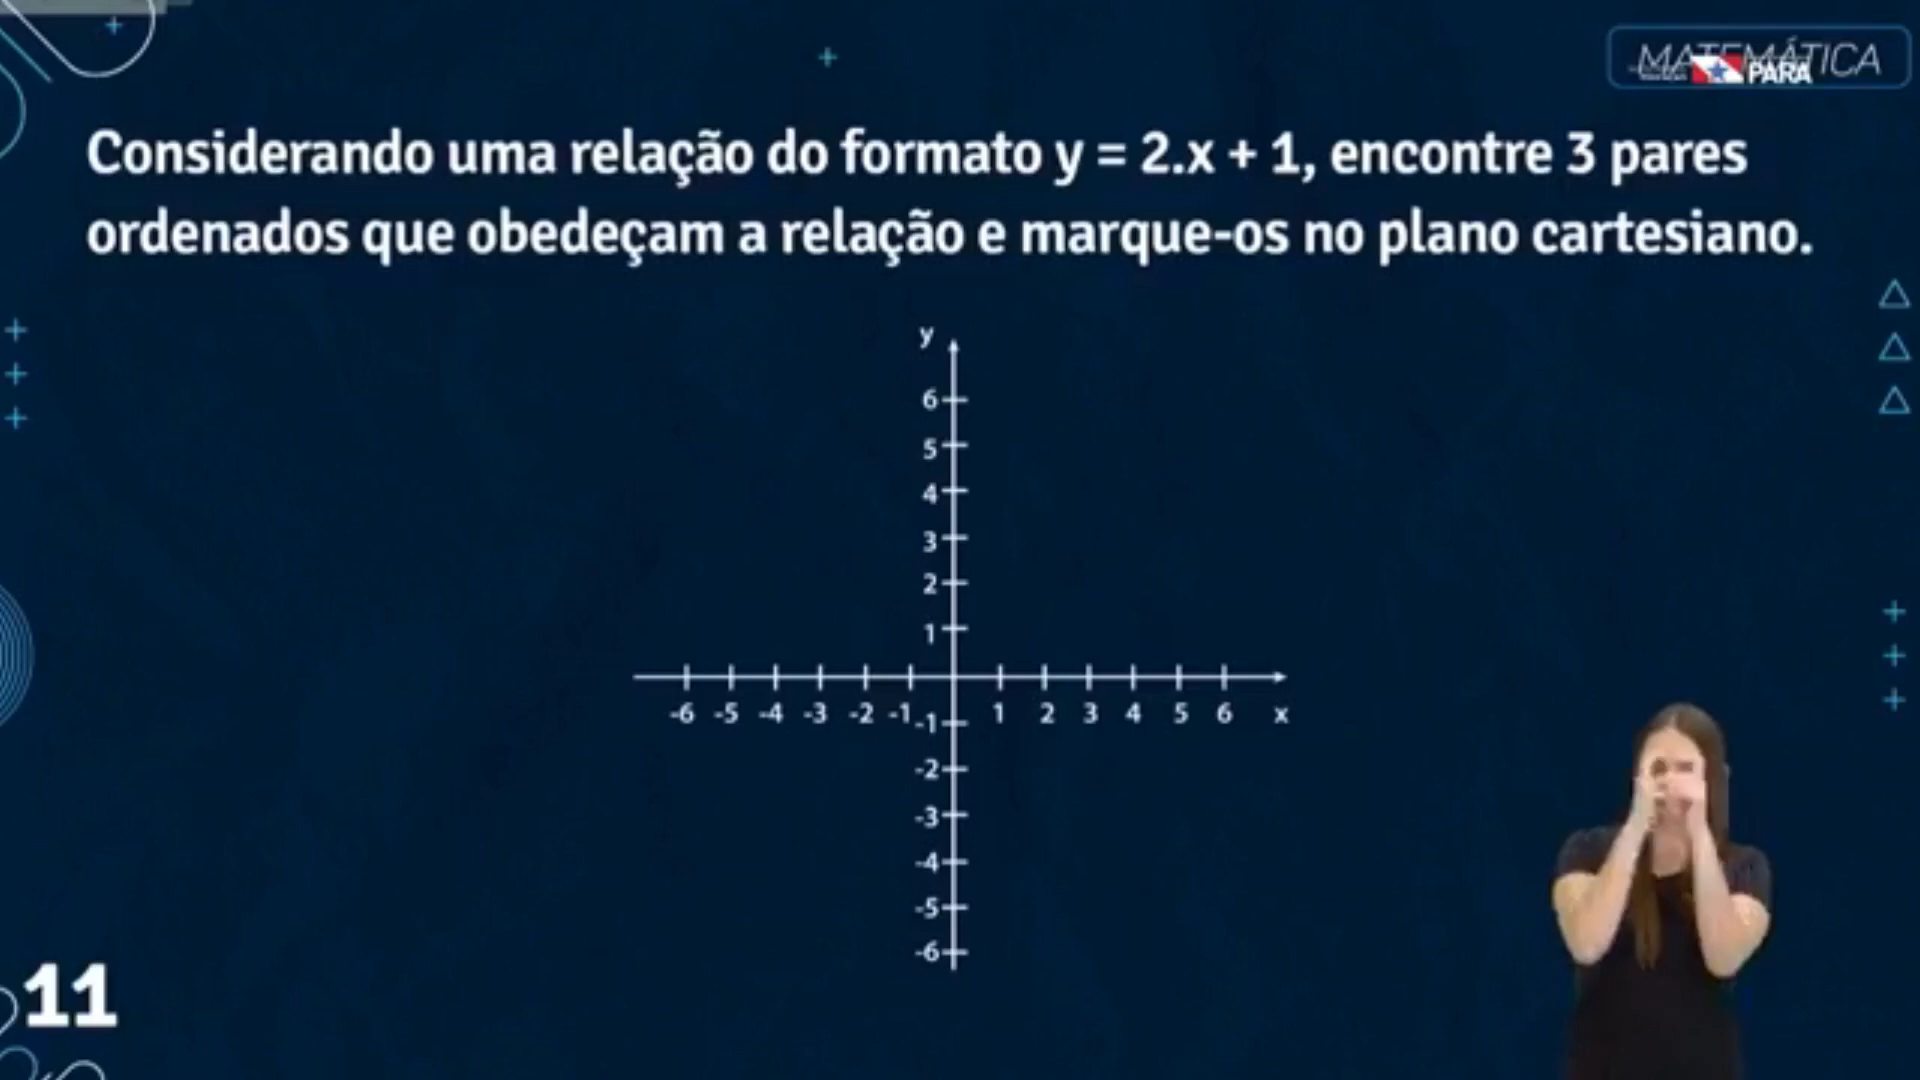 MATEMÁTICA
PARÁ
Considerando uma relação do formato y = 2.x + 1, encontre 3 pares
ordenados que obedeçam a relação e marque-os no plano cartesiano.
y
6
5
4
3
2
1
-6 -5 -4 -3 -2 -1 1 2 3 4 5 6 x
-1
-2
-3
-4
-5
-6
11